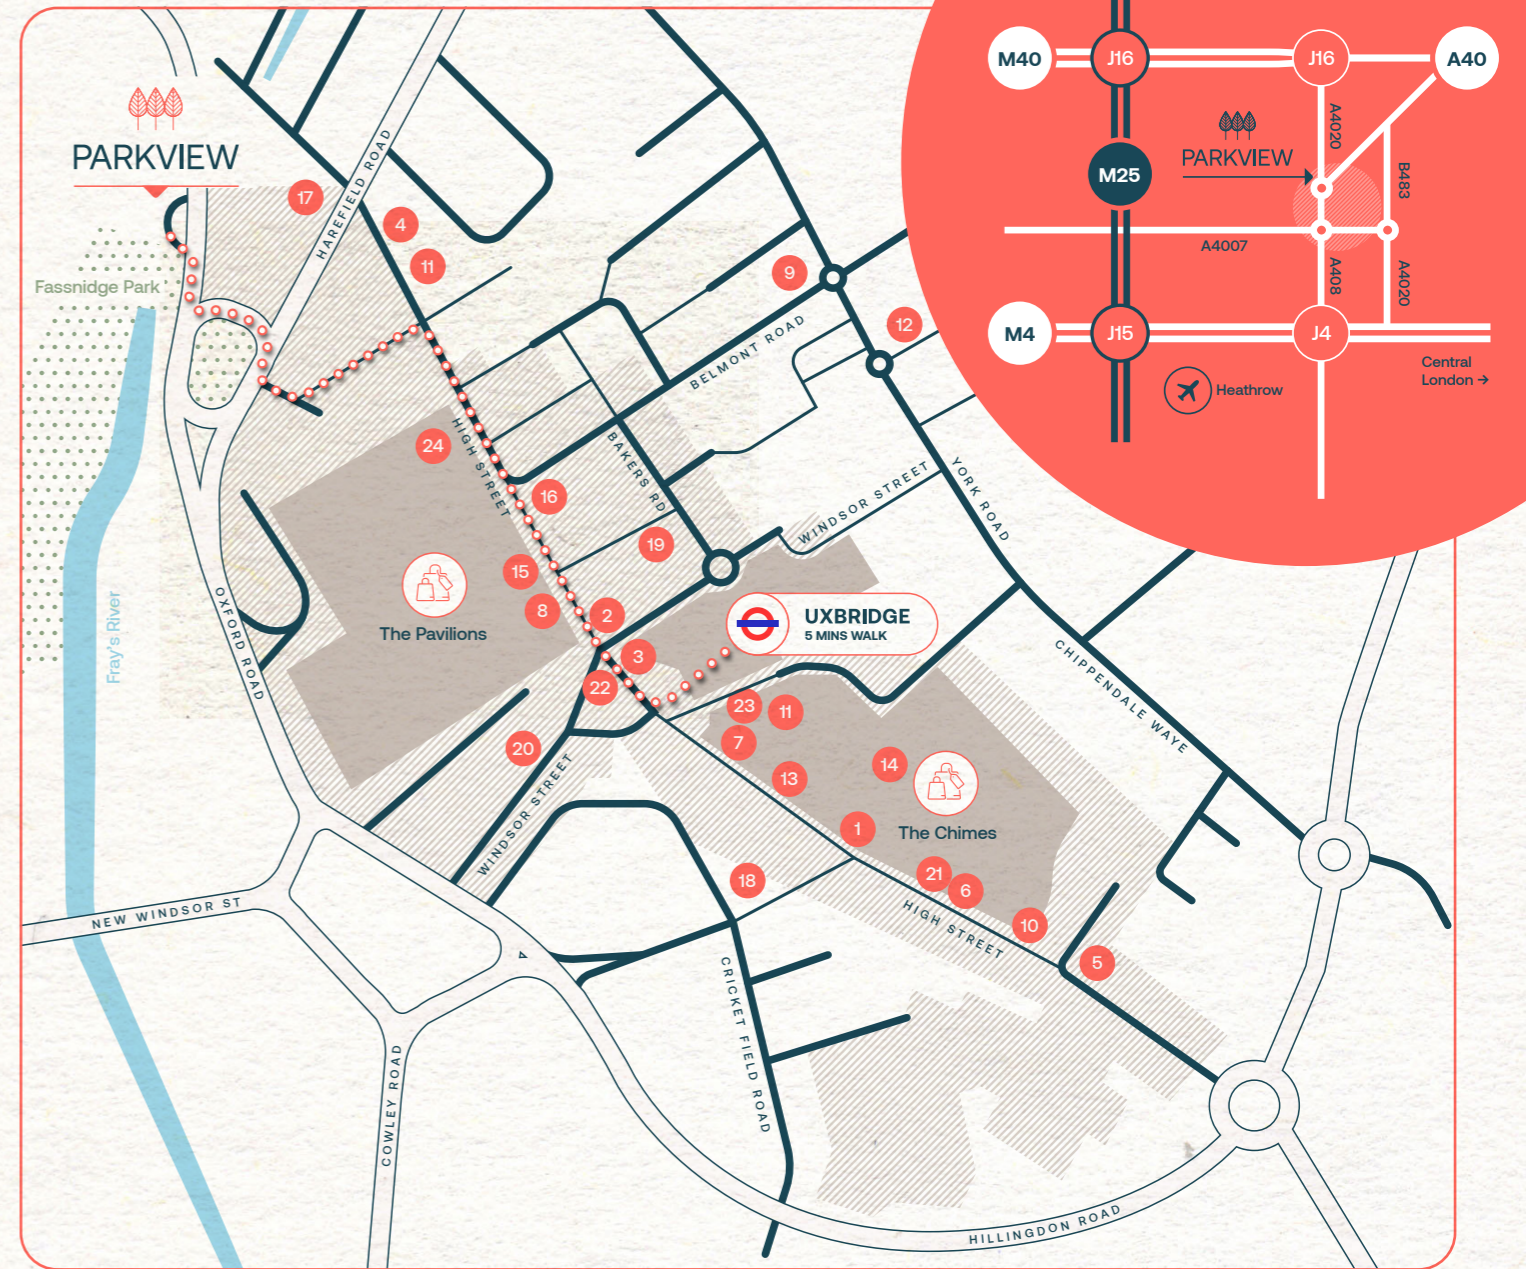 PARKVIEW
Fassnidge Park
Fray's River
HAREFIELD ROAD
17
4
11
9
12
BELMONT ROAD
BAKERS RD
HIGH STREET
24
16
19
15
8
2
3
22
The Pavilions
WINDSOR STREET
YORK ROAD
UXBRIDGE
5 MINS WALK
OXFORD ROAD
20
WINDSOR STREET
23
11
7
13
14
1
The Chimes
21
6
10
5
18
HIGH STREET
CHIPPENDALE WAYE
NEW WINDSOR ST
COWLEY ROAD
CRICKET FIELD ROAD
HILLINGDON ROAD
M40
J16
J16
A40
A4020
PARKVIEW
M25
B483
A4007
A408
A4020
M4
J15
J4
Heathrow
Central
London →